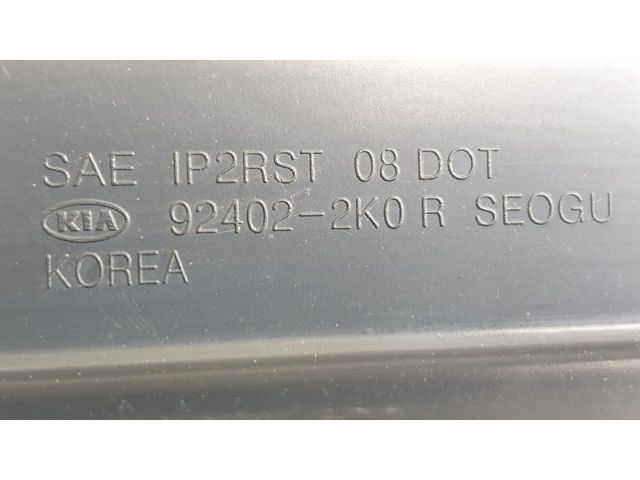 SAE IP2RST 08 DOT
KIA 92402-2K0 R SEOGU
KOREA